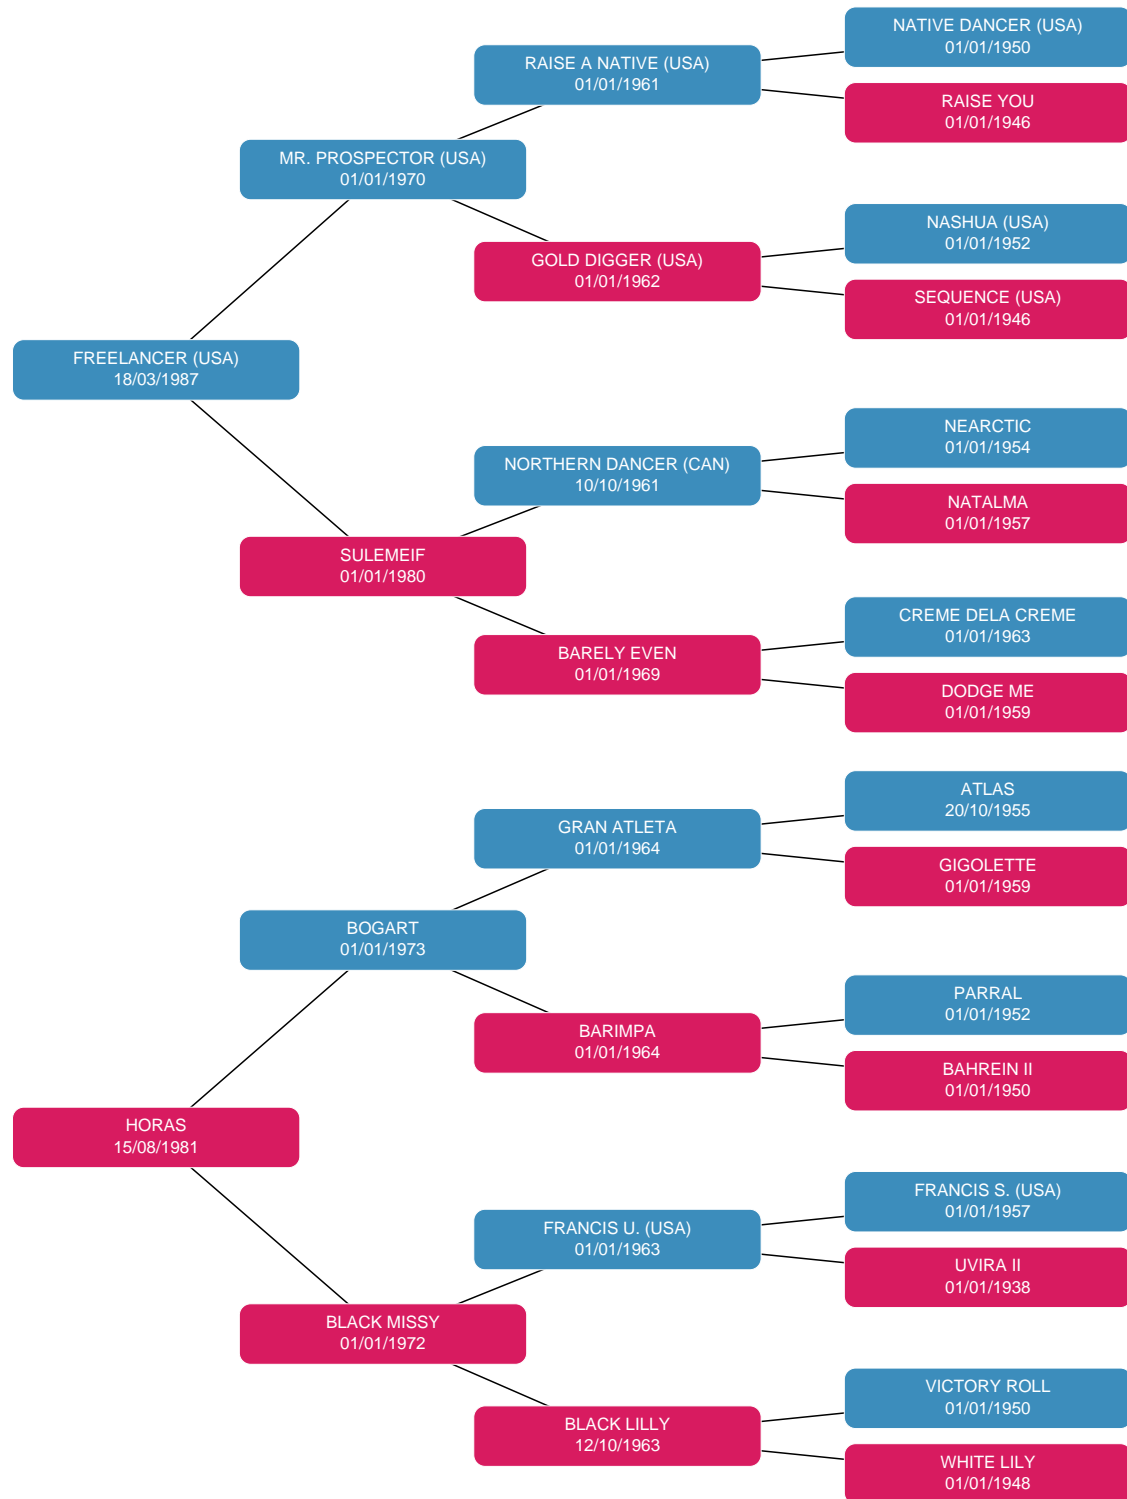 NATIVE DANCER (USA)
01/01/1950
RAISE A NATIVE (USA)
01/01/1961
RAISE YOU
01/01/1946
MR. PROSPECTOR (USA)
01/01/1970
NASHUA (USA)
01/01/1952
GOLD DIGGER (USA)
01/01/1962
SEQUENCE (USA)
01/01/1946
FREELANCER (USA)
18/03/1987
NEARCTIC
01/01/1954
NORTHERN DANCER (CAN)
10/10/1961
NATALMA
01/01/1957
SULEMEIF
01/01/1980
CREME DELA CREME
01/01/1963
BARELY EVEN
01/01/1969
DODGE ME
01/01/1959
ATLAS
20/10/1955
GRAN ATLETA
01/01/1964
GIGOLETTE
01/01/1959
BOGART
01/01/1973
PARRAL
01/01/1952
BARIMPA
01/01/1964
BAHREIN II
01/01/1950
HORAS
15/08/1981
FRANCIS S. (USA)
01/01/1957
FRANCIS U. (USA)
01/01/1963
UVIRA II
01/01/1938
BLACK MISSY
01/01/1972
VICTORY ROLL
01/01/1950
BLACK LILLY
12/10/1963
WHITE LILY
01/01/1948